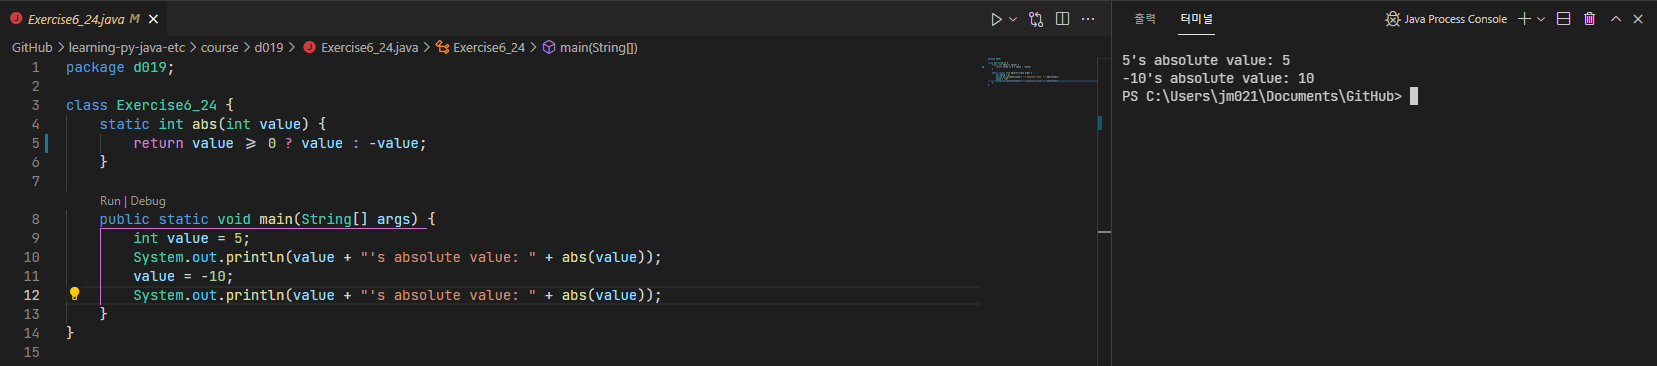 Exercise6_24.java M
GitHub > learning-py-java-etc > course > d019 > Exercise6_24.java > Exercise6_24 > main(String[])
1 package d019;
2
3 class Exercise6_24 {
4 static int abs(int value) {
5 return value >= 0 ? value : -value;
6 }
7
Run | Debug
8 public static void main(String[] args) {
9 int value = 5;
10 System.out.println(value + "'s absolute value: " + abs(value));
11 value = -10;
12 System.out.println(value + "'s absolute value: " + abs(value));
13 }
14 }
15
출력 터미널 Java Process Console
5's absolute value: 5
-10's absolute value: 10
PS C:\Users\jm021\Documents\GitHub>